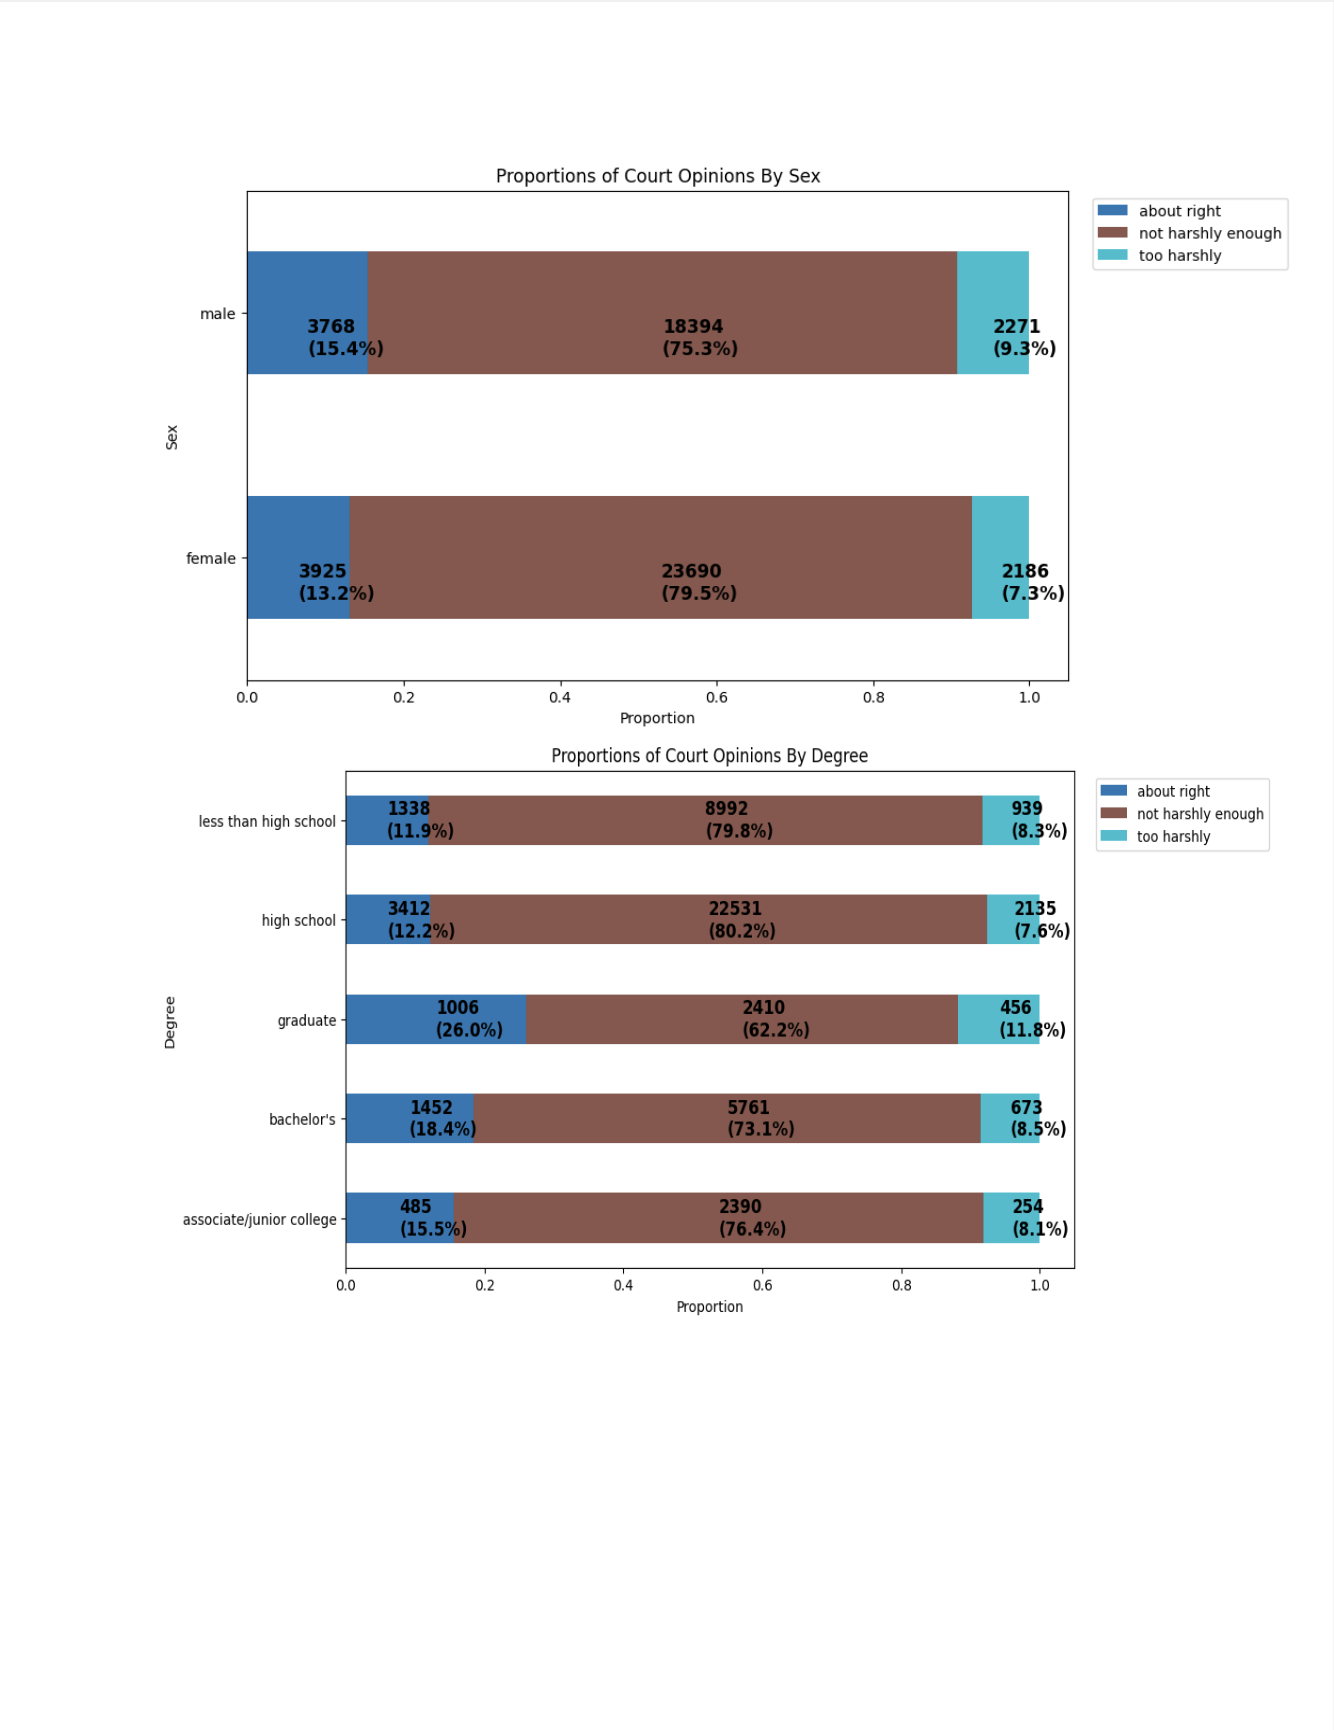 Proportions of Court Opinions By Sex
about right
not harshly enough
too harshly
male
3768
(15.4%)
18394
(75.3%)
2271
(9.3%)
Sex
female
3925
(13.2%)
23690
(79.5%)
2186
(7.3%)
0.0 0.2 0.4 0.6 0.8 1.0
Proportion
Proportions of Court Opinions By Degree
about right
not harshly enough
too harshly
less than high school
1338
(11.9%)
8992
(79.8%)
939
(8.3%)
high school
3412
(12.2%)
22531
(80.2%)
2135
(7.6%)
Degree
graduate
1006
(26.0%)
2410
(62.2%)
456
(11.8%)
bachelor's
1452
(18.4%)
5761
(73.1%)
673
(8.5%)
associate/junior college
485
(15.5%)
2390
(76.4%)
254
(8.1%)
0.0 0.2 0.4 0.6 0.8 1.0
Proportion